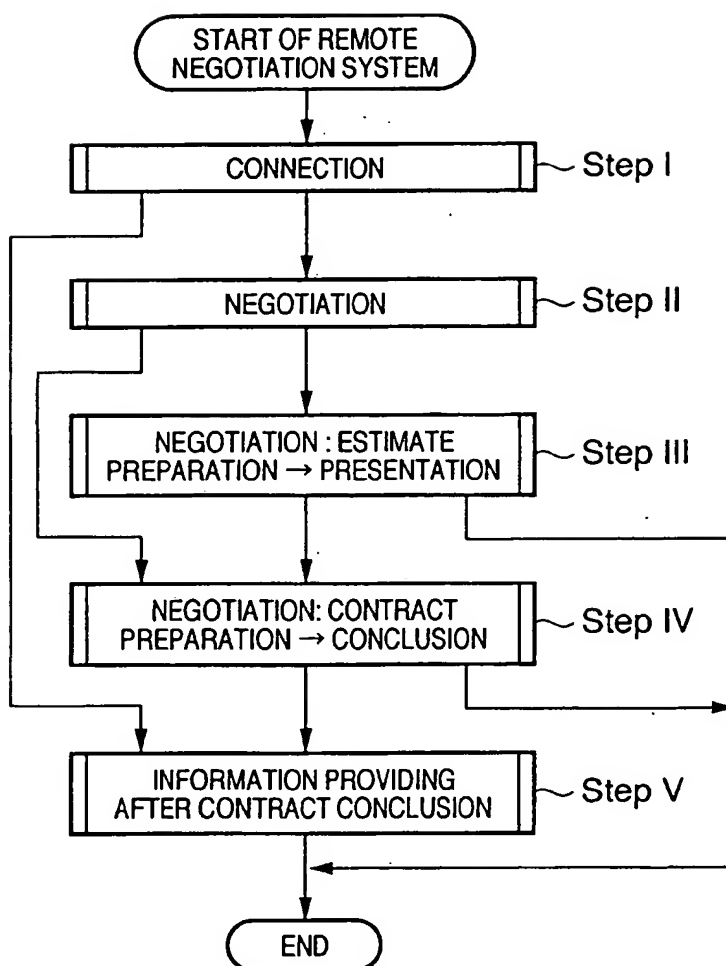 START OF REMOTE
NEGOTIATION SYSTEM
CONNECTION
Step I
NEGOTIATION
Step II
NEGOTIATION : ESTIMATE
PREPARATION → PRESENTATION
Step III
NEGOTIATION: CONTRACT
PREPARATION → CONCLUSION
Step IV
INFORMATION PROVIDING
AFTER CONTRACT CONCLUSION
Step V
END